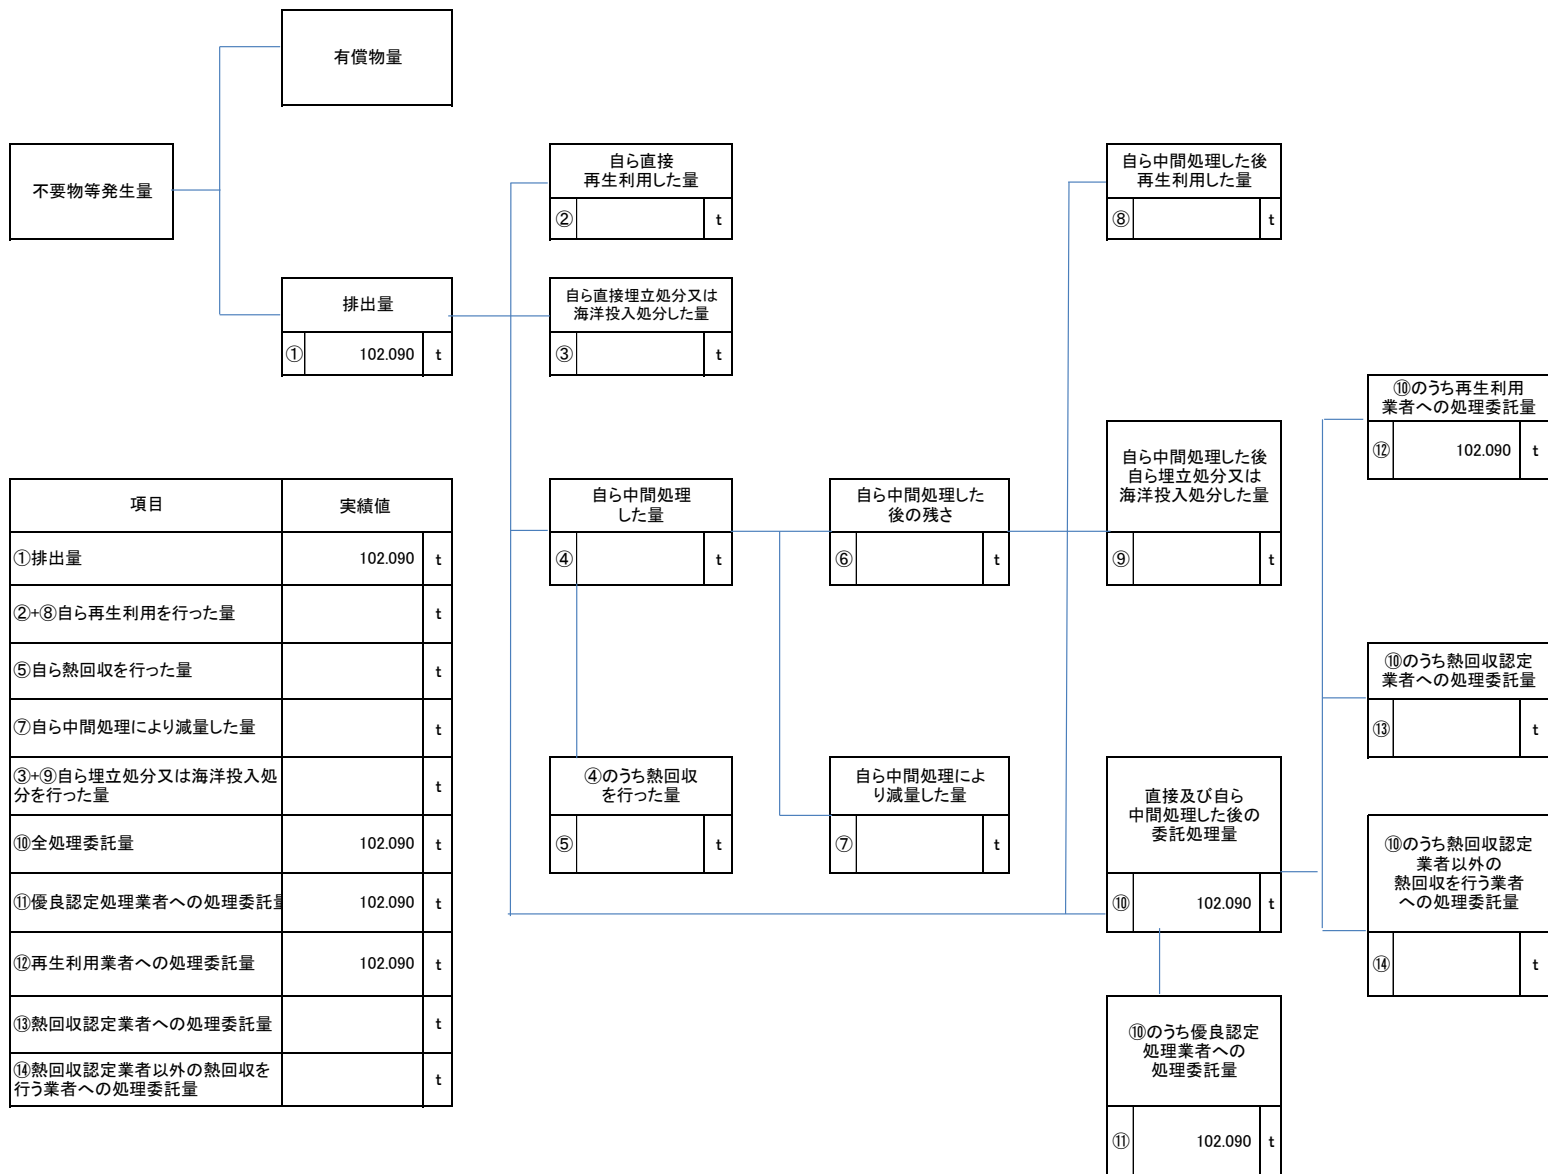 有償物量
不要物等発生量
排出量
① 102.090 t
自ら直接
再生利用した量
② t
自ら直接埋立処分又は
海洋投入処分した量
③ t
自ら中間処理
した量
④ t
④のうち熱回収
を行った量
⑤ t
自ら中間処理した
後の残さ
⑥ t
自ら中間処理によ
り減量した量
⑦ t
自ら中間処理した後
再生利用した量
⑧ t
自ら中間処理した後
自ら埋立処分又は
海洋投入処分した量
⑨ t
直接及び自ら
中間処理した後の
委託処理量
⑩ 102.090 t
⑩のうち優良認定
処理業者への
処理委託量
⑪ 102.090 t
⑩のうち再生利用
業者への処理委託量
⑫ 102.090 t
⑩のうち熱回収認定
業者への処理委託量
⑬ t
⑩のうち熱回収認定
業者以外の
熱回収を行う業者
への処理委託量
⑭ t
項目 実績値
①排出量 102.090 t
②+⑧自ら再生利用を行った量 t
⑤自ら熱回収を行った量 t
⑦自ら中間処理により減量した量 t
③+⑨自ら埋立処分又は海洋投入処
分を行った量 t
⑩全処理委託量 102.090 t
⑪優良認定処理業者への処理委託量 102.090 t
⑫再生利用業者への処理委託量 102.090 t
⑬熱回収認定業者への処理委託量 t
⑭熱回収認定業者以外の熱回収を
行う業者への処理委託量 t